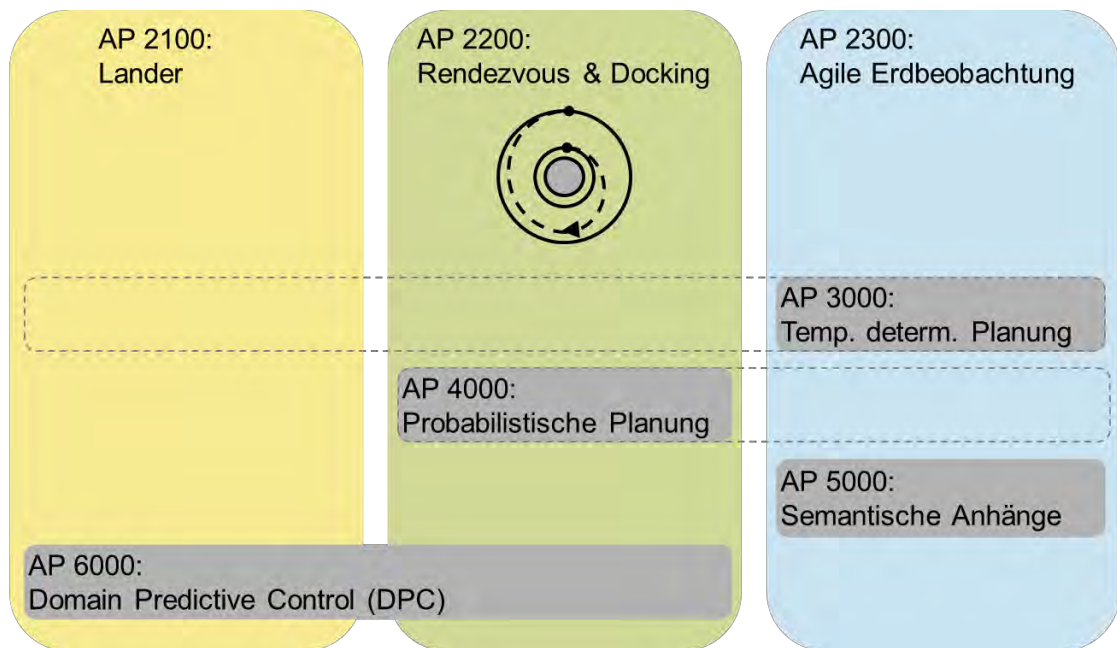 AP 2100:
Lander
AP 2200:
Rendezvous & Docking
AP 2300:
Agile Erdbeobachtung
AP 3000:
Temp. determ. Planung
AP 4000:
Probabilistische Planung
AP 5000:
Semantische Anhänge
AP 6000:
Domain Predictive Control (DPC)